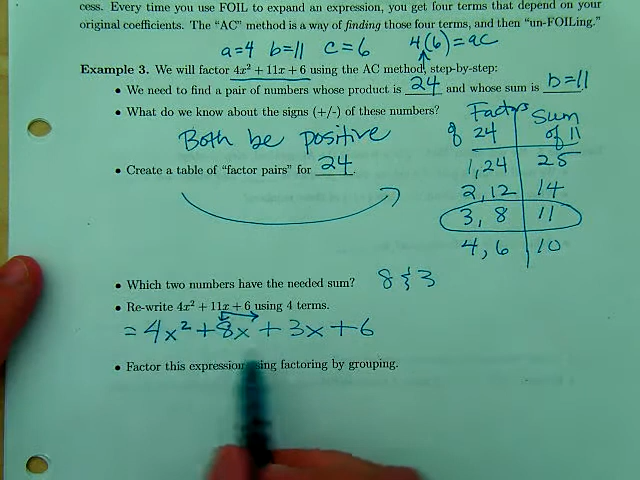 cess. Every time you use FOIL to expand an expression, you get four terms that depend on your
original coefficients. The "AC" method is a way of finding those four terms, and then "un-FOILing."
a=4 b=11 c=6 4(6)=ac
Example 3. We will factor 4x² + 11x + 6 using the AC method, step-by-step:
• We need to find a pair of numbers whose product is 24 and whose sum is b=11
• What do we know about the signs (+/-) of these numbers?
Both be positive
• Create a table of "factor pairs" for 24.
Factors of 24 Sum of 11
1, 24 25
2, 12 14
3, 8 11
4, 6 10
• Which two numbers have the needed sum? 8 & 3
• Re-write 4x² + 11x + 6 using 4 terms.
= 4x² + 8x + 3x + 6
• Factor this expression using factoring by grouping.